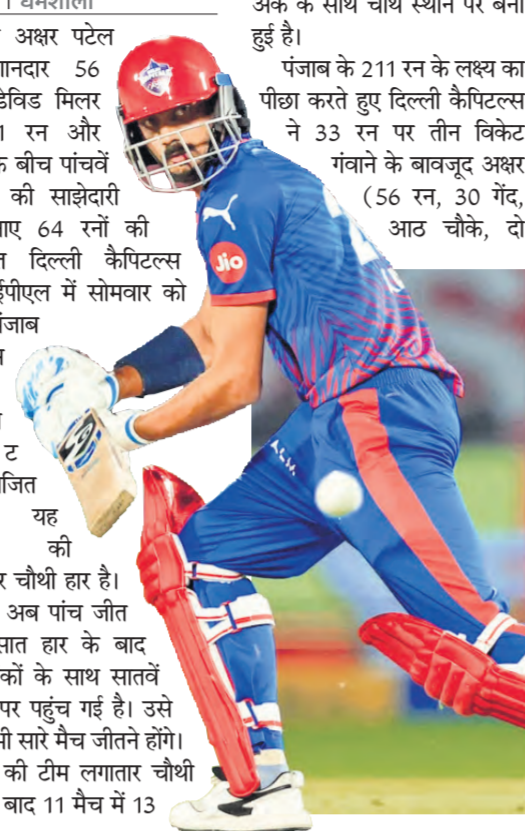 धर्मशाला
अक्षर पटेल
शानदार 56
डेविड मिलर
रन और
के बीच पांचवें
की साझेदारी
64 रनों की
दिल्ली कैपिटल्स
ईपीएल में सोमवार को
पंजाब
ट
यह
की
चौथी हार है।
अब पांच जीत
सात हार के बाद
के साथ सातवें
पर पहुंच गई है। उसे
सारे मैच जीतने होंगे।
की टीम लगातार चौथी
बाद 11 मैच में 13
अंक के साथ चौथे स्थान पर बनी
हुई है।
पंजाब के 211 रन के लक्ष्य का
पीछा करते हुए दिल्ली कैपिटल्स
ने 33 रन पर तीन विकेट
गंवाने के बावजूद अक्षर
(56 रन, 30 गेंद,
आठ चौके, दो
Jio